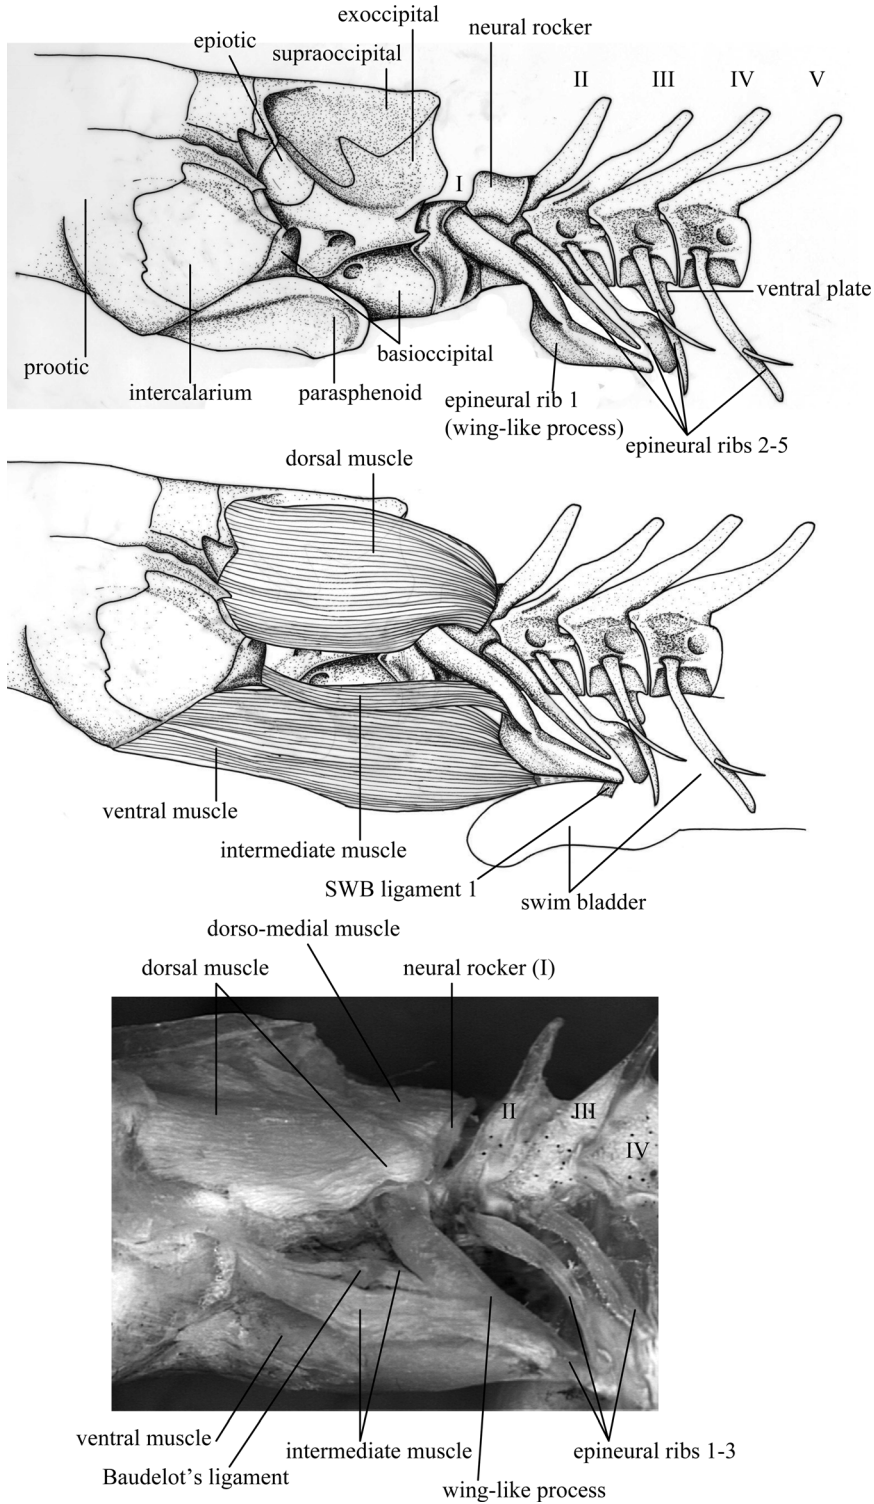 exoccipital
neural rocker
epiotic
supraoccipital
II III IV V
I
ventral plate
prootic
basioccipital
intercalarium
parasphenoid
epineural rib 1
(wing-like process)
epineural ribs 2-5
dorsal muscle
ventral muscle
intermediate muscle
SWB ligament 1
swim bladder
dorso-medial muscle
dorsal muscle
neural rocker (I)
II
III
IV
ventral muscle
intermediate muscle
epineural ribs 1-3
Baudelot’s ligament
wing-like process